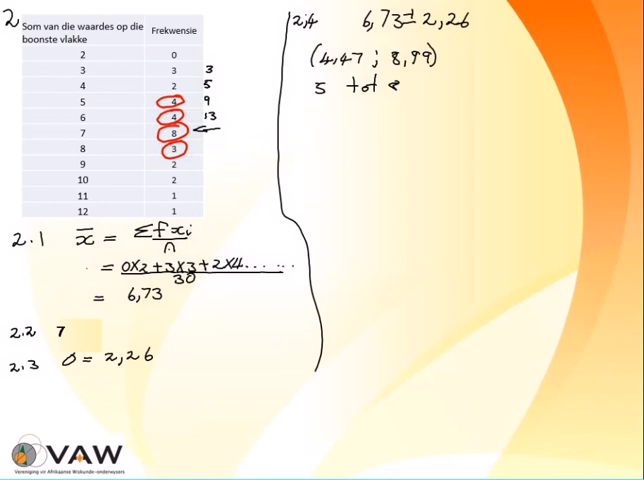 2
Som van die waardes op die boonste vlakke Frekwensie
2 0
3 3 3
4 2 5
5 4 9
6 4 13
7 8
8 3
9 2
10 2
11 1
12 1
2.1 x̄ = Σfxi/n
= 0×2+3×3+2×4....../30
= 6,73
2.2 7
2.3 σ = 2,26
2.4 6,73 ± 2,26
(4,47 ; 8,99)
5 tot 8
VAW
Vereniging vir Afrikaanse Wiskunde-onderwysers